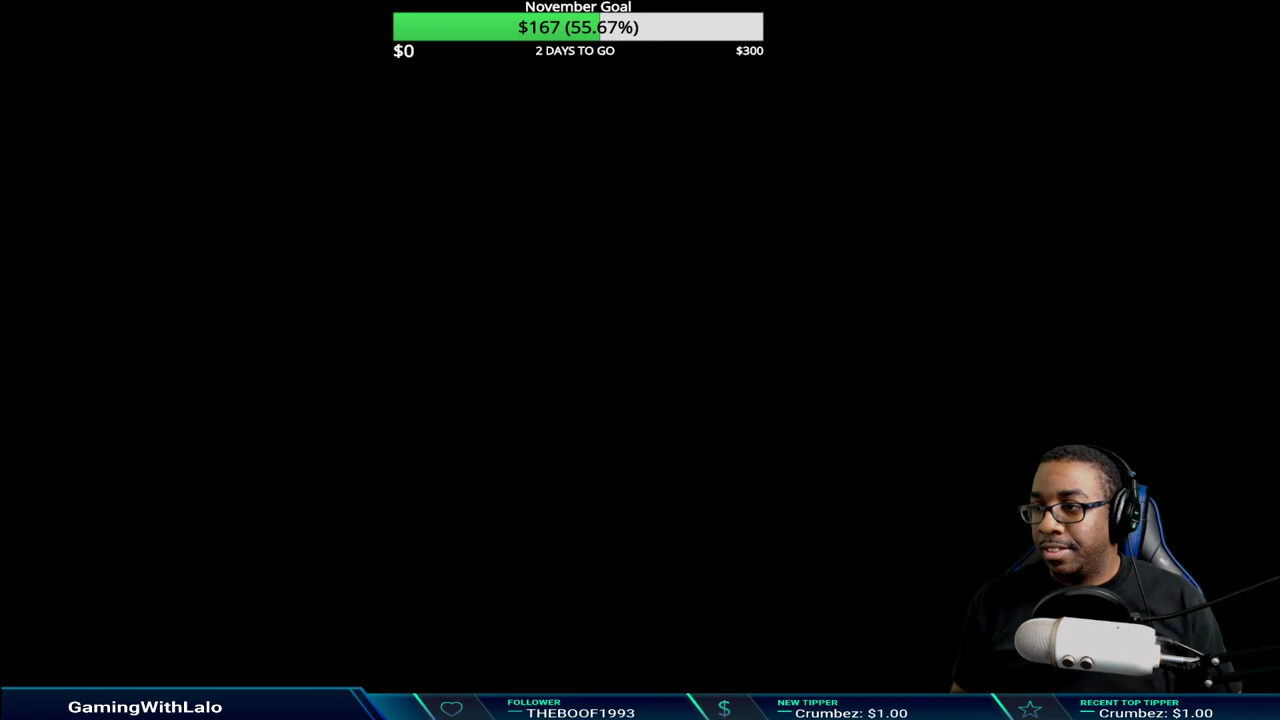 November Goal
$167 (55.67%)
$0 2 DAYS TO GO $300
GamingWithLalo
FOLLOWER
THEBOOF1993
NEW TIPPER
Crumbez: $1.00
RECENT TOP TIPPER
Crumbez: $1.00